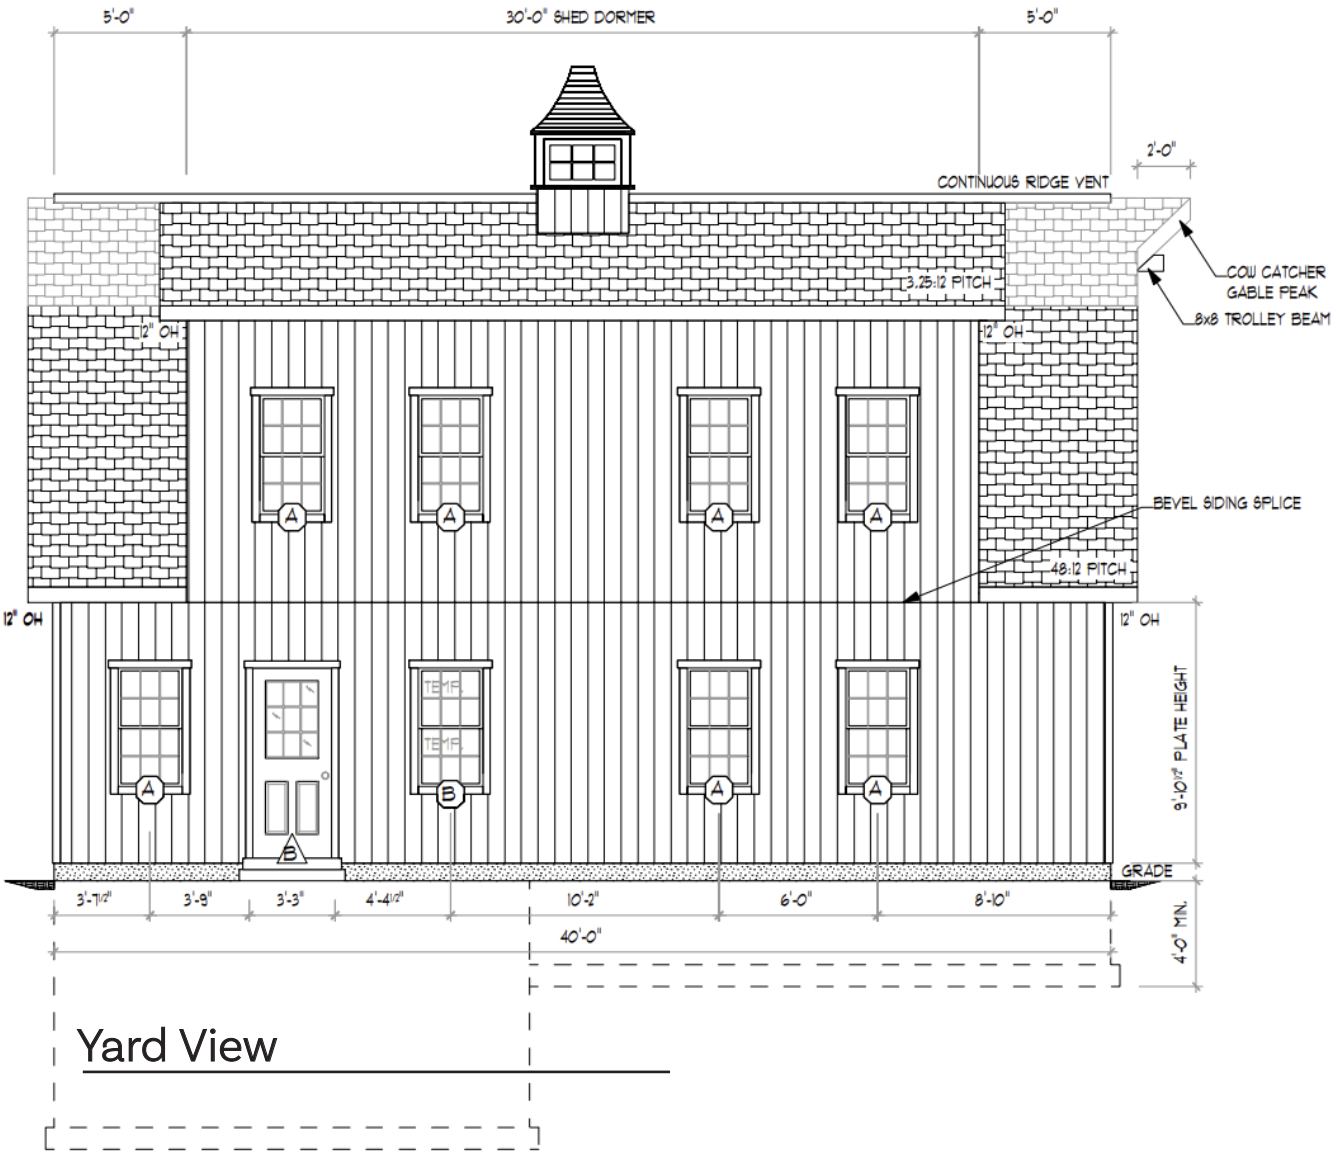 5'-0" 30'-0" SHED DORMER 5'-0"
2'-0"
CONTINUOUS RIDGE VENT
COW CATCHER
GABLE PEAK
3.25:12 PITCH
8x8 TROLLEY BEAM
12" OH 12" OH
A A A A
BEVEL SIDING SPLICE
48:12 PITCH
12" OH 12" OH
TEMP.
TEMP.
9'-10 1/2" PLATE HEIGHT
A B A A
B
GRADE
3'-7 1/2" 3'-9" 3'-3" 4'-4 1/2" 10'-2" 6'-0" 8'-10"
4'-0" MIN.
40'-0"
Yard View